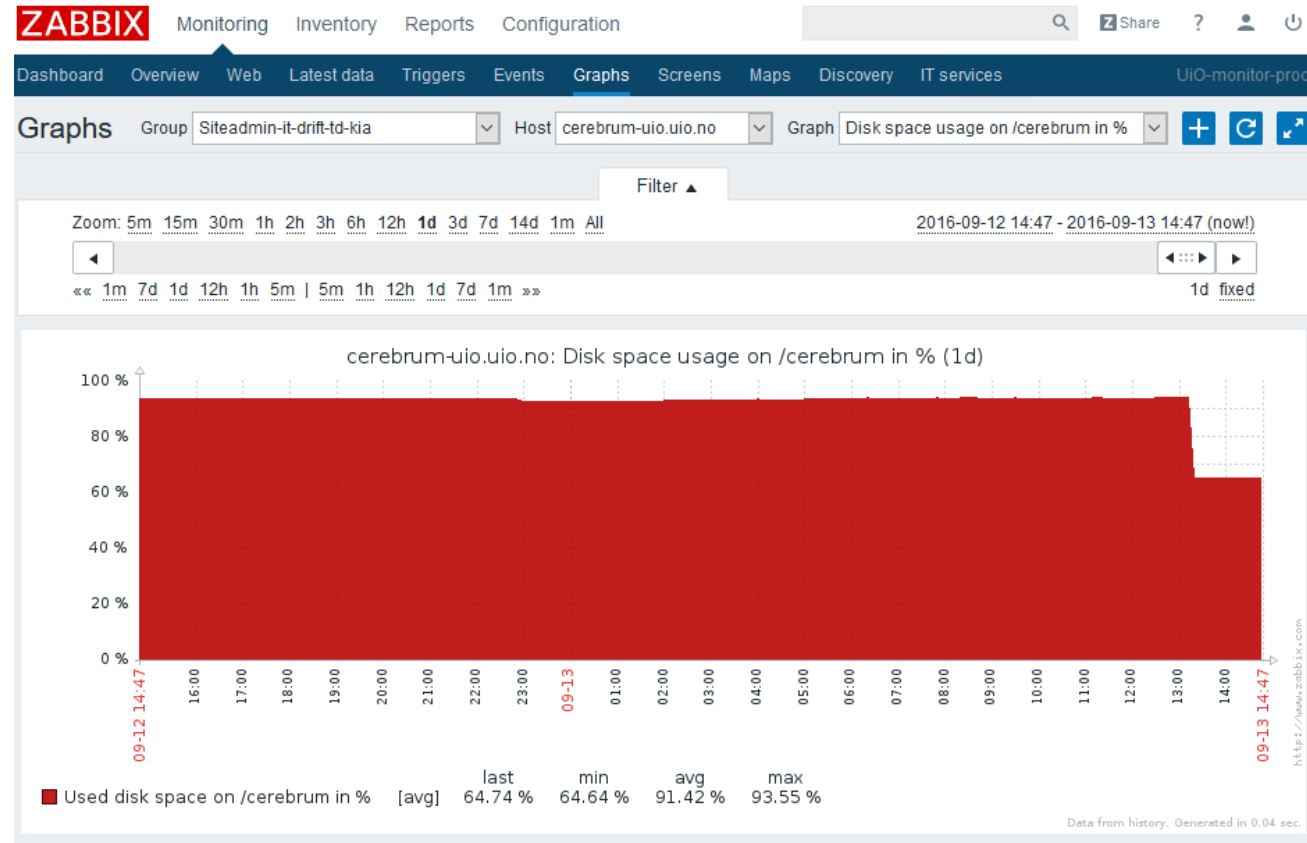 ZABBIX Monitoring Inventory Reports Configuration Z Share ?
Dashboard Overview Web Latest data Triggers Events Graphs Screens Maps Discovery IT services UiO-monitor-prod
Graphs Group Siteadmin-it-drift-td-kia Host cerebrum-uio.uio.no Graph Disk space usage on /cerebrum in %
Filter ▲
Zoom: 5m 15m 30m 1h 2h 3h 6h 12h 1d 3d 7d 14d 1m All 2016-09-12 14:47 - 2016-09-13 14:47 (now!)
«« 1m 7d 1d 12h 1h 5m | 5m 1h 12h 1d 7d 1m »» 1d fixed
cerebrum-uio.uio.no: Disk space usage on /cerebrum in % (1d)
100 %
80 %
60 %
40 %
20 %
0 %
09-12 14:47 16:00 17:00 18:00 19:00 20:00 21:00 22:00 23:00 09-13 01:00 02:00 03:00 04:00 05:00 06:00 07:00 08:00 09:00 10:00 11:00 12:00 13:00 14:00 09-13 14:47
http://www.zabbix.com
last min avg max
Used disk space on /cerebrum in % [avg] 64.74 % 64.64 % 91.42 % 93.55 %
Data from history. Generated in 0.04 sec.